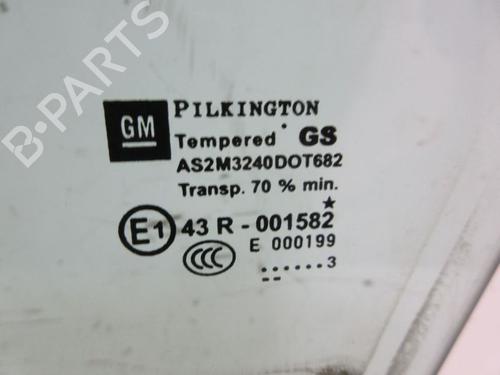 B-PARTS
GM PILKINGTON
Tempered GS
AS2M3240DOT682
Transp. 70 % min.
E1 43 R - 001582
CCC E 000199
......3
--